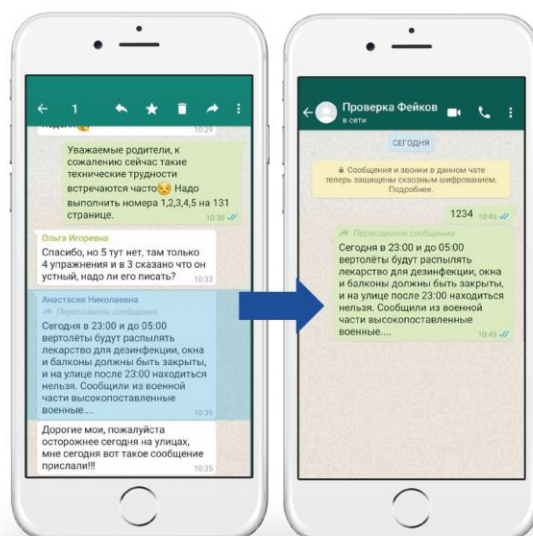 1
10:29
Уважаемые родители, к
сожалению сейчас такие
технические трудности
встречаются часто😟 Надо
выполнить номера 1,2,3,4,5 на 131
странице.
10:30
Ольга Игоревна
Спасибо, но 5 тут нет, там только
4 упражнения и в 3 сказано что он
устный, надо ли его писать?
10:33
Анастасия Николаевна
Пересланное сообщение
Сегодня в 23:00 и до 05:00
вертолёты будут распылять
лекарство для дезинфекции, окна
и балконы должны быть закрыты,
и на улице после 23:00 находиться
нельзя. Сообщили из военной
части высокопоставленные
военные....
10:35
Дорогие мои, пожалуйста
осторожнее сегодня на улицах,
мне сегодня вот такое сообщение
прислали!!!
10:35
Проверка Фейков
в сети
СЕГОДНЯ
Сообщения и звонки в данном чате
теперь защищены сквозным шифрованием.
Подробнее.
1234 10:45
Пересланное сообщение
Сегодня в 23:00 и до 05:00
вертолёты будут распылять
лекарство для дезинфекции, окна
и балконы должны быть закрыты,
и на улице после 23:00 находиться
нельзя. Сообщили из военной
части высокопоставленные
военные....
10:45